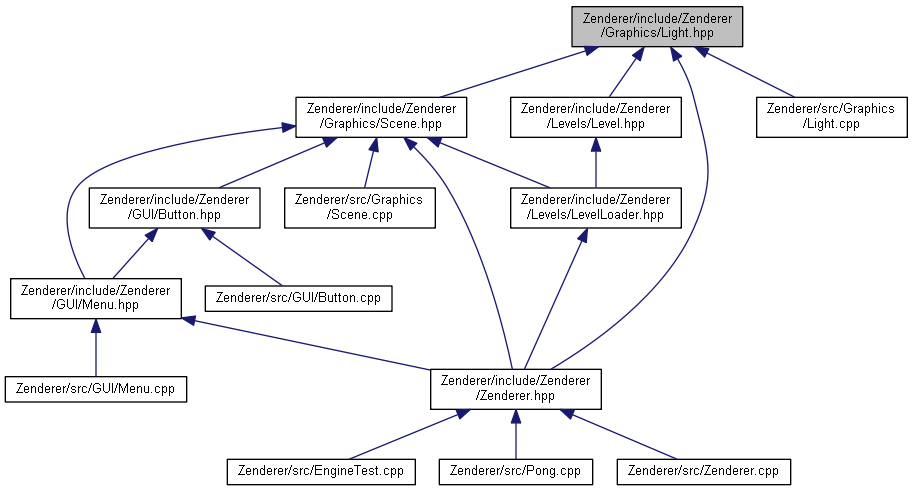 Zenderer/include/Zenderer
/Graphics/Light.hpp
Zenderer/include/Zenderer
/Graphics/Scene.hpp
Zenderer/include/Zenderer
/Levels/Level.hpp
Zenderer/src/Graphics
/Light.cpp
Zenderer/include/Zenderer
/GUI/Button.hpp
Zenderer/src/Graphics
/Scene.cpp
Zenderer/include/Zenderer
/Levels/LevelLoader.hpp
Zenderer/include/Zenderer
/GUI/Menu.hpp
Zenderer/src/GUI/Button.cpp
Zenderer/src/GUI/Menu.cpp
Zenderer/include/Zenderer
/Zenderer.hpp
Zenderer/src/EngineTest.cpp
Zenderer/src/Pong.cpp
Zenderer/src/Zenderer.cpp